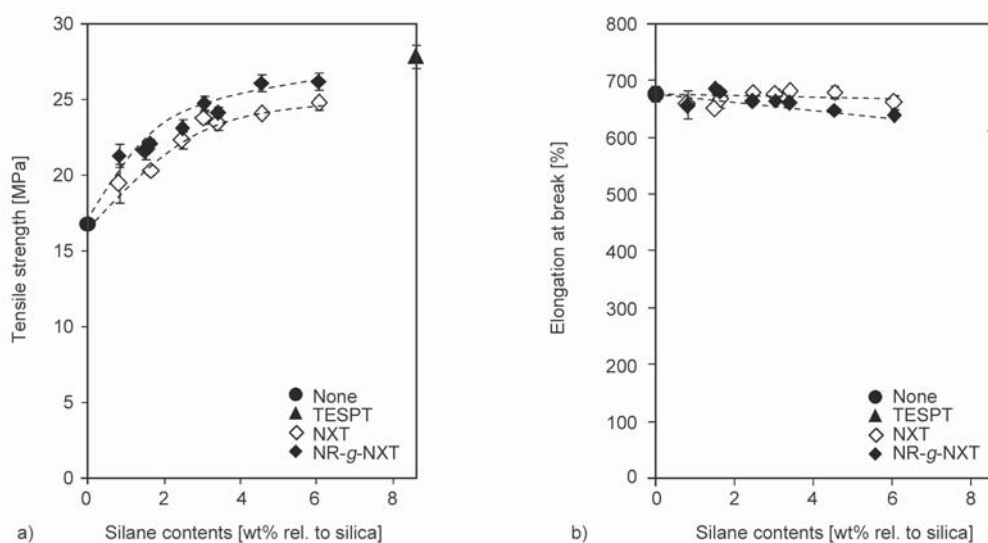 30
25
20
15
10
5
0
Tensile strength [MPa]
None
TESPT
NXT
NR-g-NXT
0 2 4 6 8
a) Silane contents [wt% rel. to silica]
800
700
600
500
400
300
200
100
0
Elongation at break [%]
None
TESPT
NXT
NR-g-NXT
0 2 4 6 8
b) Silane contents [wt% rel. to silica]